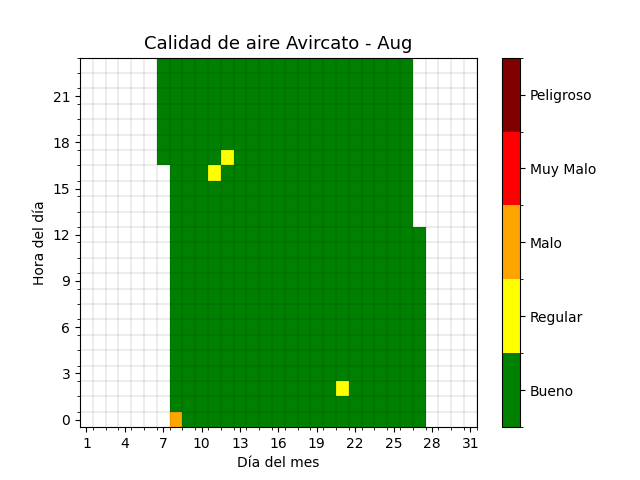 Calidad de aire Avircato - Aug
Hora del día
21
18
15
12
9
6
3
0
1 4 7 10 13 16 19 22 25 28 31
Día del mes
Peligroso
Muy Malo
Malo
Regular
Bueno